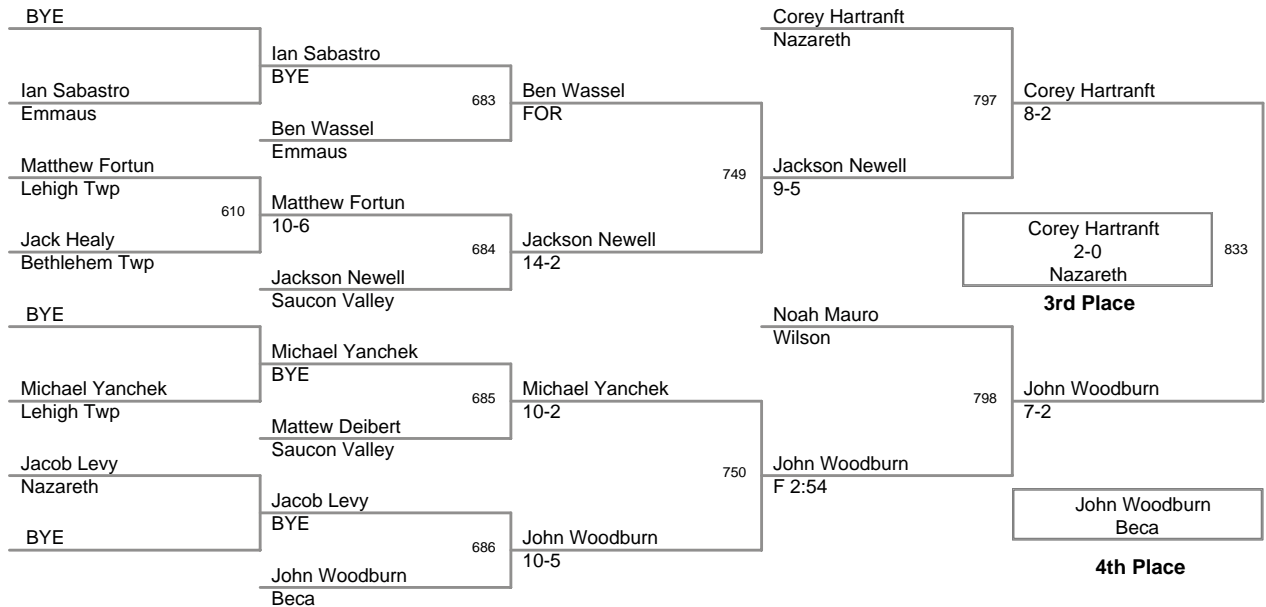 BYE
Ian Sabastro
Emmaus
Matthew Fortun
Lehigh Twp
Jack Healy
Bethlehem Twp
BYE
Michael Yanchek
Lehigh Twp
Jacob Levy
Nazareth
BYE
Ian Sabastro
BYE
683
Ben Wassel
Emmaus
610
Matthew Fortun
10-6
684
Jackson Newell
Saucon Valley
Michael Yanchek
BYE
685
Mattew Deibert
Saucon Valley
Jacob Levy
BYE
686
John Woodburn
Beca
Ben Wassel
FOR
749
Jackson Newell
14-2
Michael Yanchek
10-2
750
John Woodburn
10-5
Corey Hartranft
Nazareth
797
Jackson Newell
9-5
Noah Mauro
Wilson
798
John Woodburn
F 2:54
Corey Hartranft
8-2
Corey Hartranft
2-0
Nazareth
833
3rd Place
John Woodburn
7-2
John Woodburn
Beca
4th Place